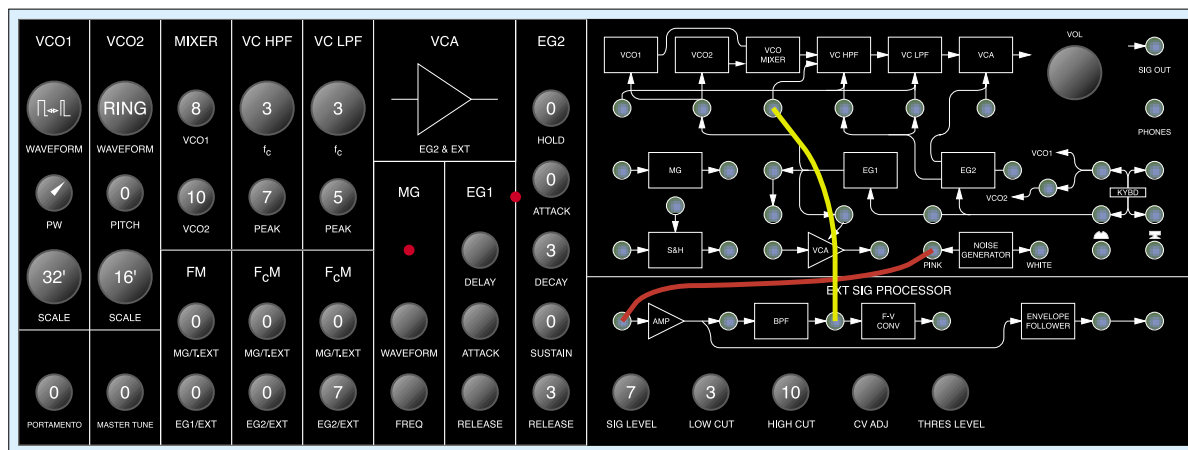 VCO1 VCO2 MIXER VC HPF VC LPF VCA EG2
RING 8 3 3 0
WAVEFORM WAVEFORM VCO1 fc fc EG2 & EXT HOLD
0 10 7 5 MG EG1 0
PW PITCH VCO2 PEAK PEAK ATTACK
32' 16' FM FCM FCM DELAY 3
SCALE SCALE DECAY
0 0 0 0
MG/T.EXT MG/T.EXT MG/T.EXT WAVEFORM ATTACK SUSTAIN
0 0 0 0 7 3
PORTAMENTO MASTER TUNE EG1/EXT EG2/EXT EG2/EXT FREQ RELEASE RELEASE
VCO1 VCO2 VCO MIXER VC HPF VC LPF VCA VOL
SIG OUT
PHONES
MG EG1 EG2 VCO1
KYBD
VCO2
S&H VCA PINK NOISE GENERATOR WHITE
EXT SIG PROCESSOR
AMP BPF F-V CONV ENVELOPE FOLLOWER
7 3 10
SIG LEVEL LOW CUT HIGH CUT CV ADJ THRES LEVEL